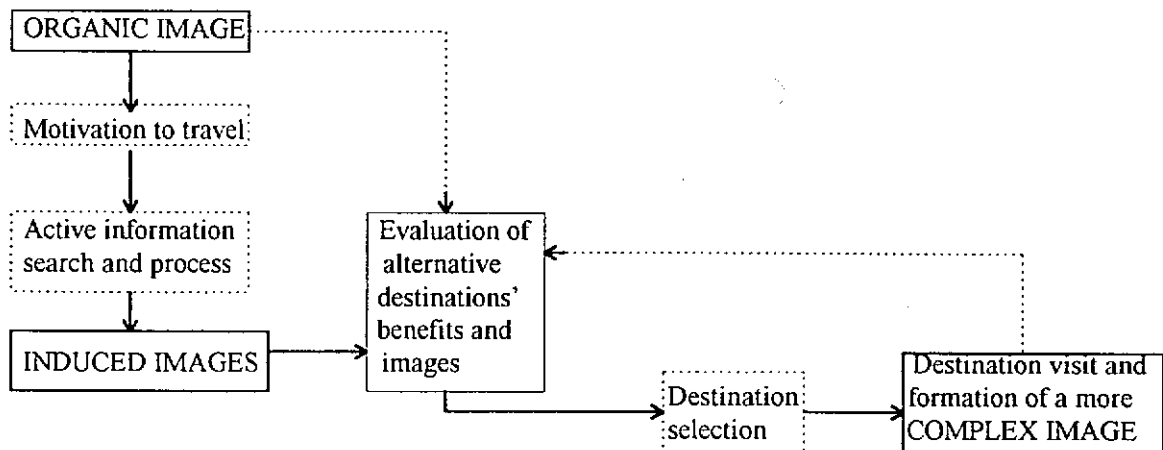 ORGANIC IMAGE
Motivation to travel
Active information
search and process
INDUCED IMAGES
Evaluation of
alternative
destinations'
benefits and
images
Destination
selection
Destination visit and
formation of a more
COMPLEX IMAGE